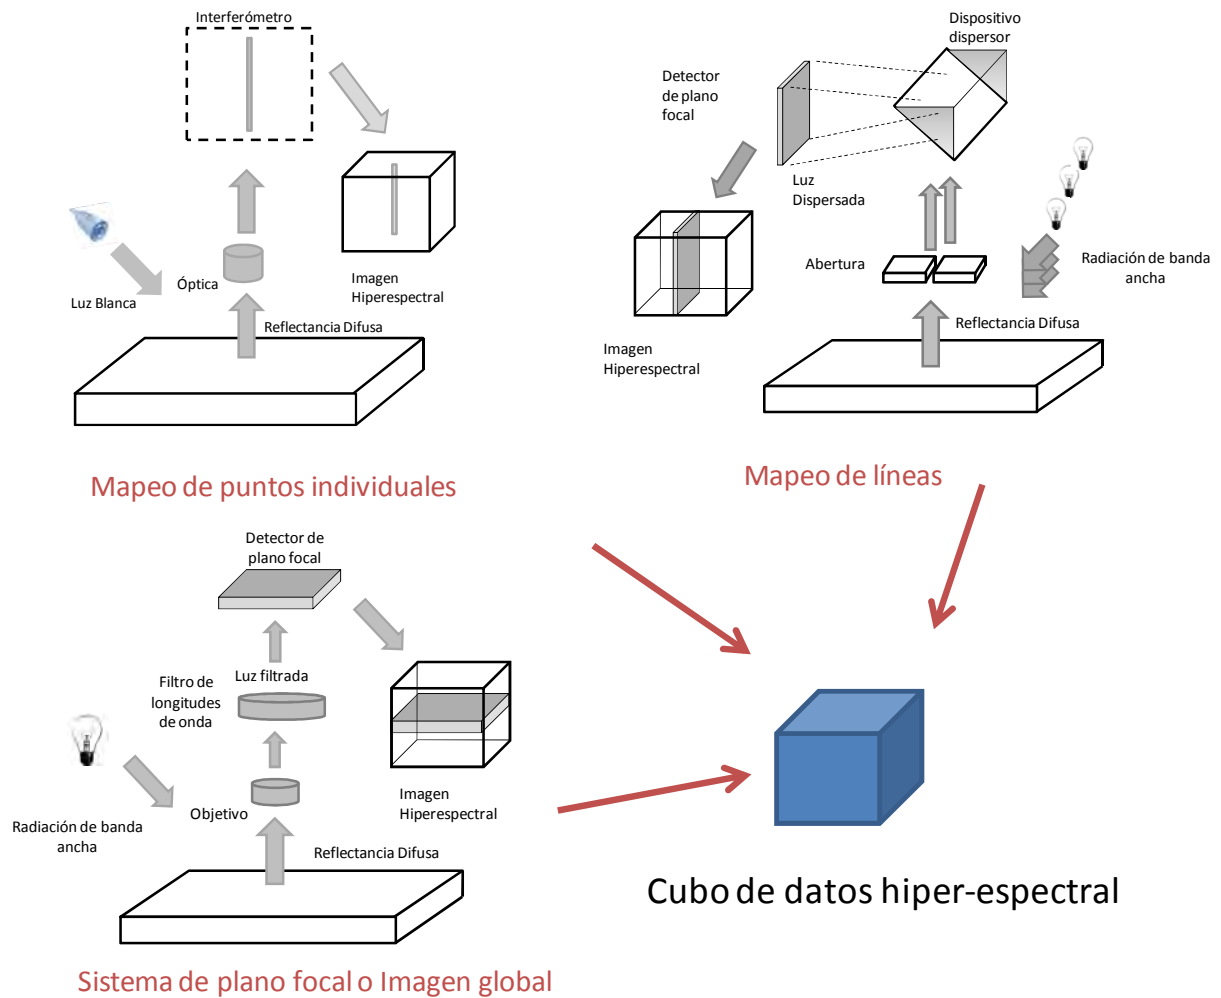 Interferómetro
Luz Blanca
Óptica
Imagen
Hiperespectral
Reflectancia Difusa
Mapeo de puntos individuales
Dispositivo
dispersor
Detector
de plano
focal
Luz
Dispersada
Abertura
Radiación de banda
ancha
Reflectancia Difusa
Imagen
Hiperespectral
Mapeo de líneas
Detector de
plano focal
Luz filtrada
Filtro de
longitudes
de onda
Objetivo
Radiación de banda
ancha
Imagen
Hiperespectral
Reflectancia Difusa
Sistema de plano focal o Imagen global
Cubo de datos hiper-espectral